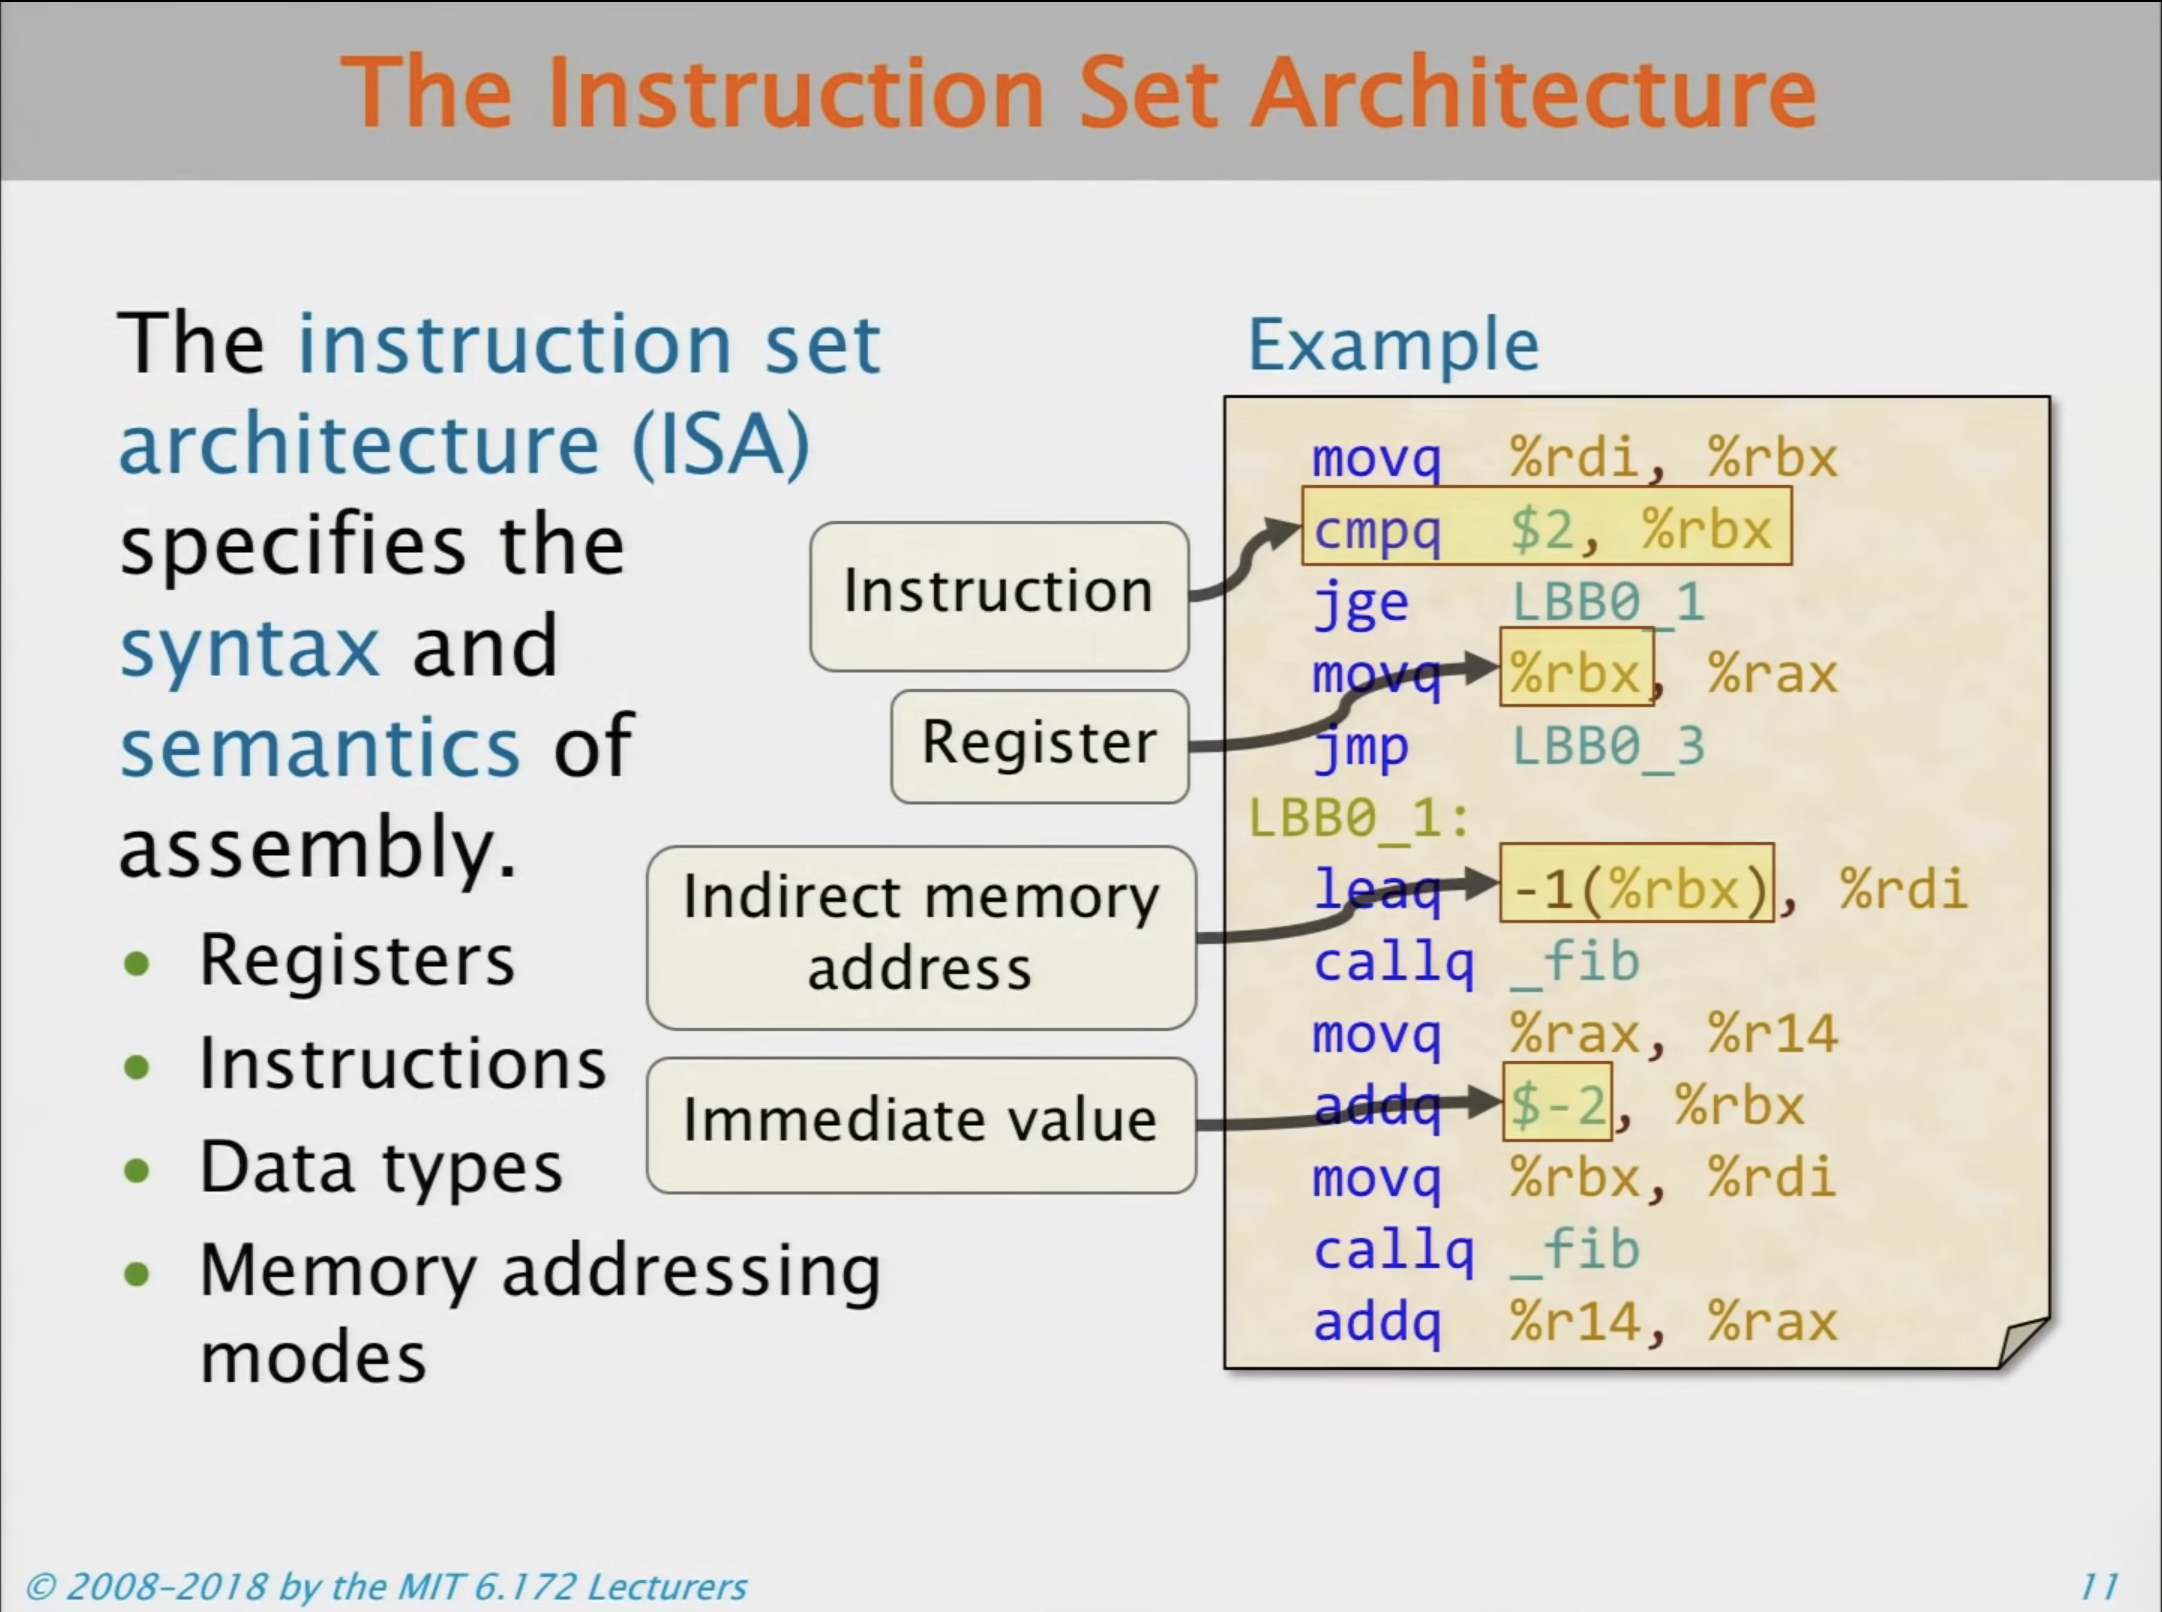 The Instruction Set Architecture
The instruction set
architecture (ISA)
specifies the
syntax and
semantics of
assembly.
• Registers
• Instructions
• Data types
• Memory addressing
modes
Instruction
Register
Indirect memory
address
Immediate value
Example
movq %rdi, %rbx
cmpq $2, %rbx
jge LBB0_1
movq %rbx, %rax
jmp LBB0_3
LBB0_1:
leaq -1(%rbx), %rdi
callq _fib
movq %rax, %r14
addq $-2, %rbx
movq %rbx, %rdi
callq _fib
addq %r14, %rax
© 2008–2018 by the MIT 6.172 Lecturers
11